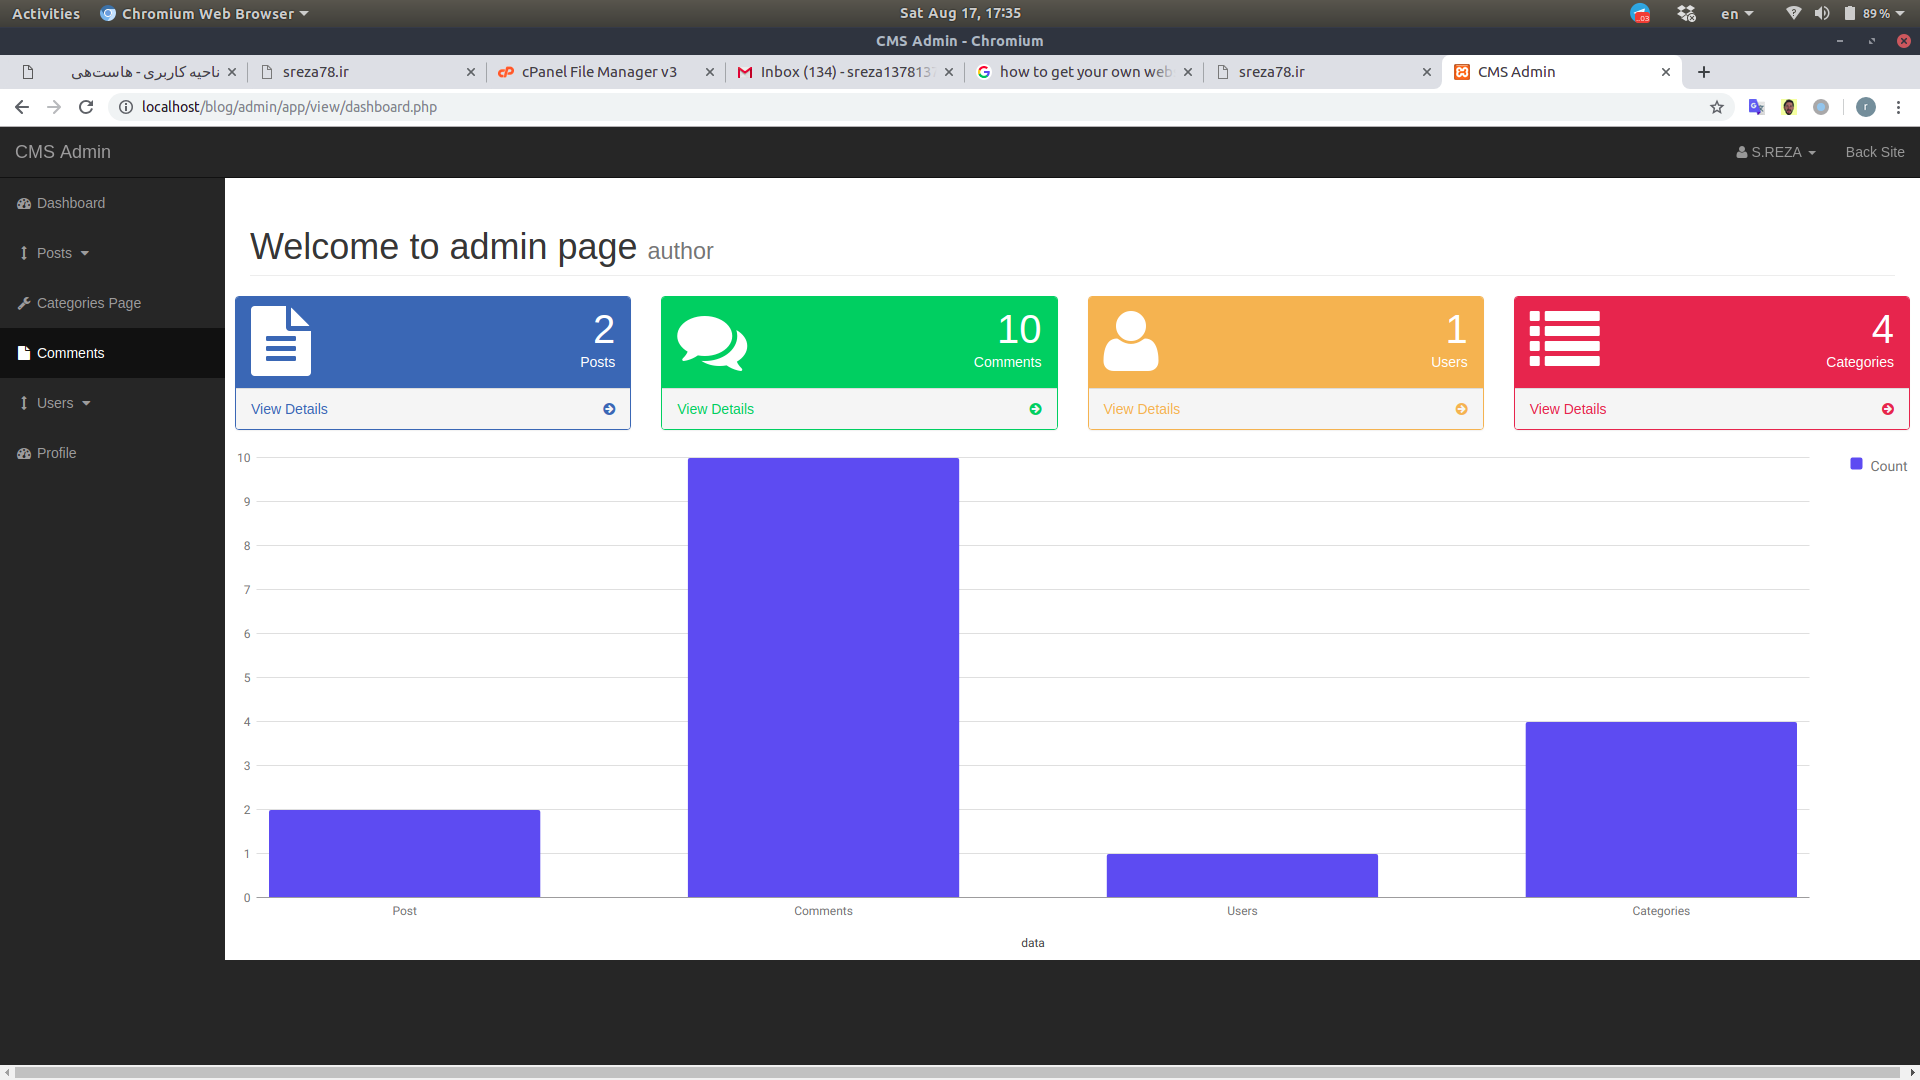 Activities Chromium Web Browser Sat Aug 17, 17:35 en 89 %
CMS Admin - Chromium
ناحیه کاربری - هاست‌هی sreza78.ir cPanel File Manager v3 Inbox (134) - sreza137813 how to get your own web sreza78.ir CMS Admin
localhost/blog/admin/app/view/dashboard.php r
CMS Admin S.REZA Back Site
Dashboard
Posts
Categories Page
Comments
Users
Profile
Welcome to admin page author
2
Posts
View Details
10
Comments
View Details
1
Users
View Details
4
Categories
View Details
10
9
8
7
6
5
4
3
2
1
0
Count
Post Comments Users Categories
data